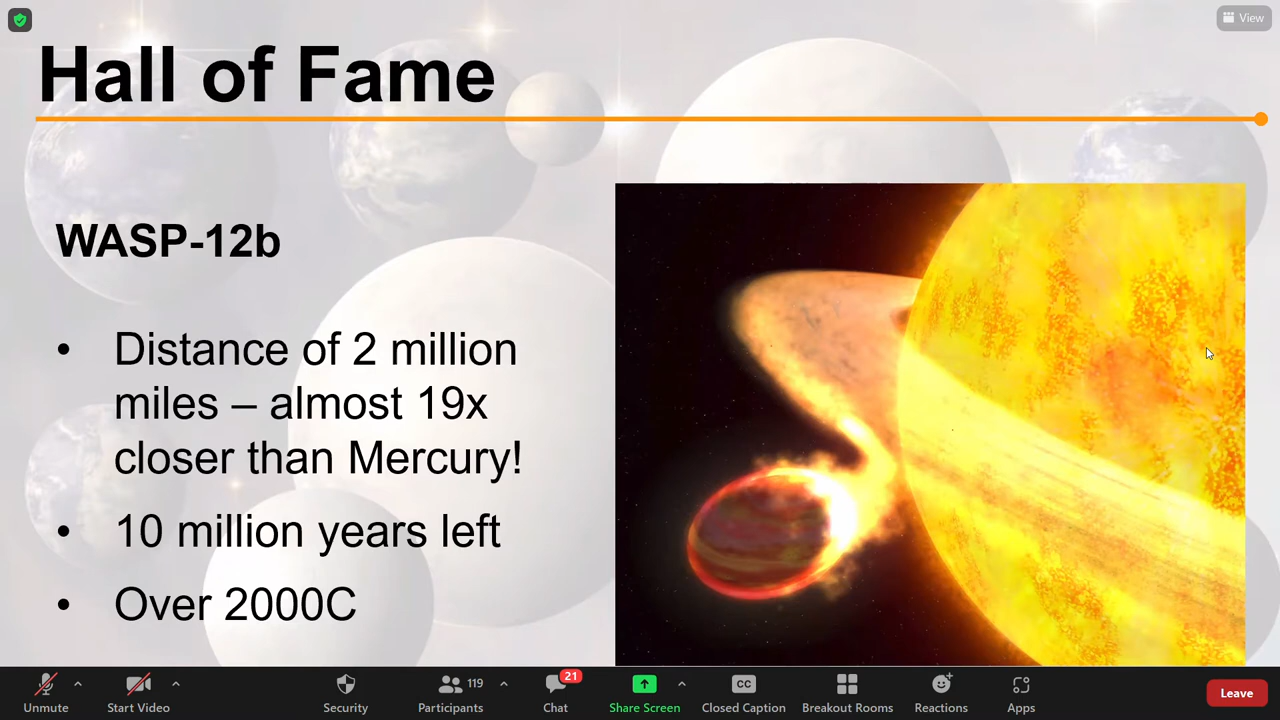 View
Hall of Fame
WASP-12b
• Distance of 2 million
miles – almost 19x
closer than Mercury!
• 10 million years left
• Over 2000C
119
21
CC
Unmute
Start Video
Security
Participants
Chat
Share Screen
Closed Caption
Breakout Rooms
Reactions
Apps
Leave